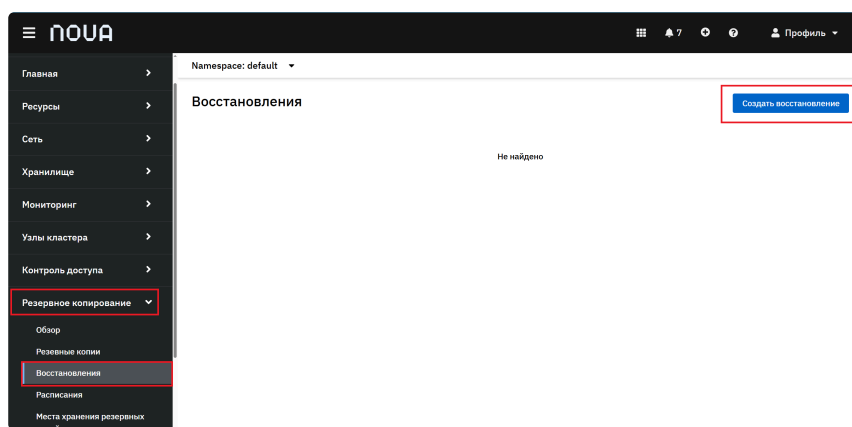 NOVA
7
Профиль
Namespace: default
Главная
Ресурсы
Сеть
Хранилище
Мониторинг
Узлы кластера
Контроль доступа
Резервное копирование
Обзор
Резевные копии
Восстановления
Расписания
Места хранения резервных
Восстановления
Создать восстановление
Не найдено